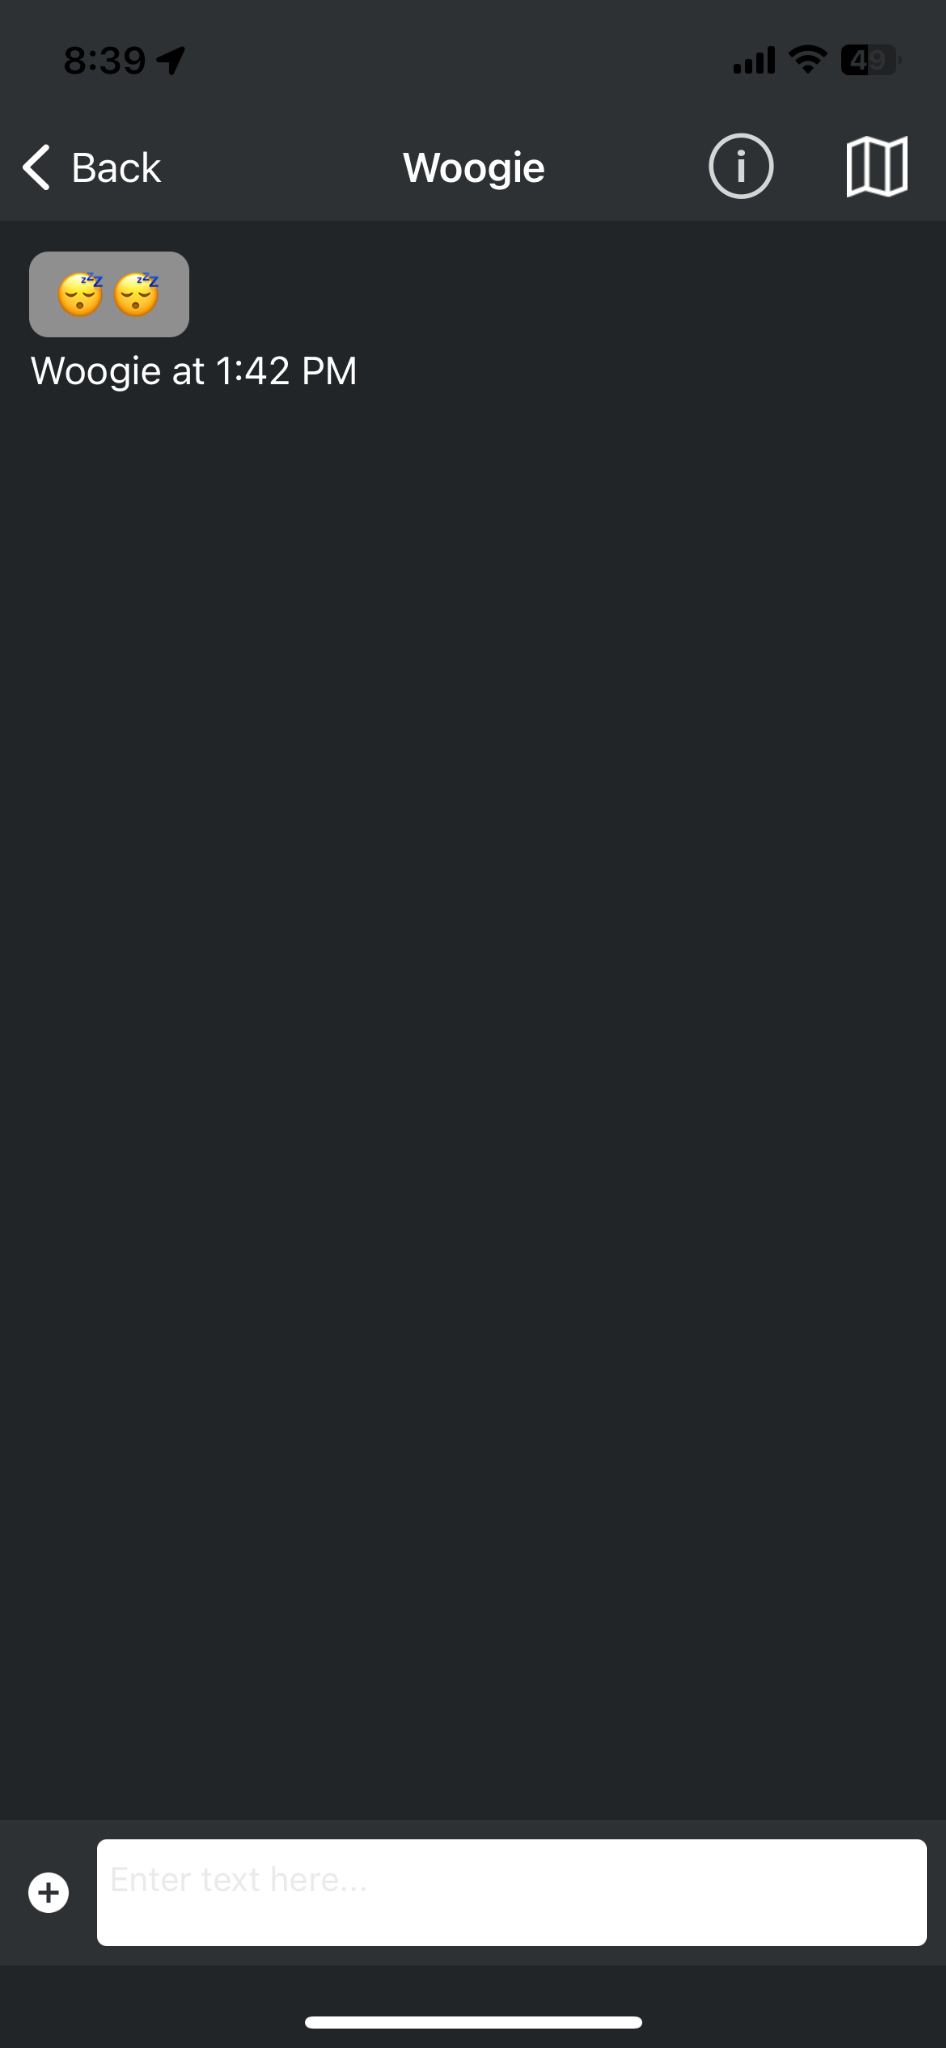 8:39
49
Back
Woogie
😴😴
Woogie at 1:42 PM
Enter text here...